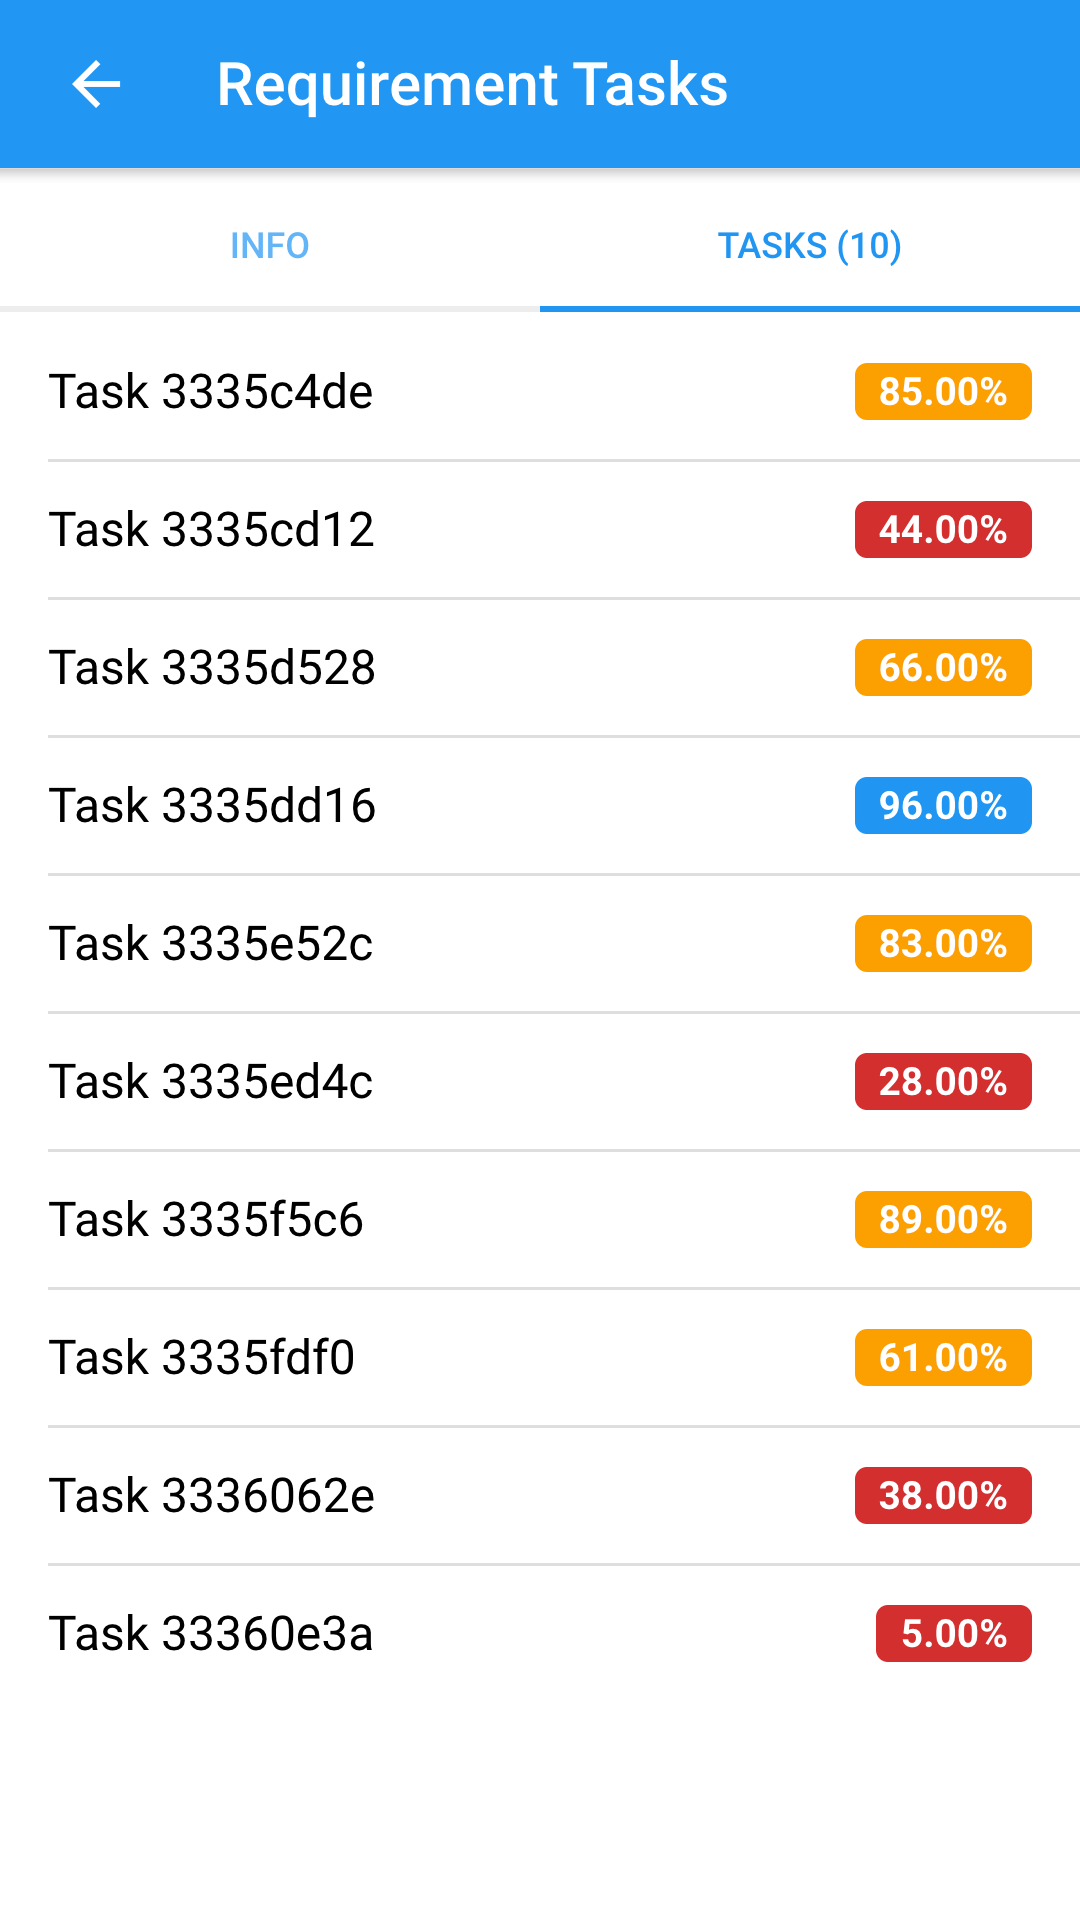 Requirement Tasks
INFO
TASKS (10)
Task 3335c4de 85.00%
Task 3335cd12 44.00%
Task 3335d528 66.00%
Task 3335dd16 96.00%
Task 3335e52c 83.00%
Task 3335ed4c 28.00%
Task 3335f5c6 89.00%
Task 3335fdf0 61.00%
Task 3336062e 38.00%
Task 33360e3a 5.00%